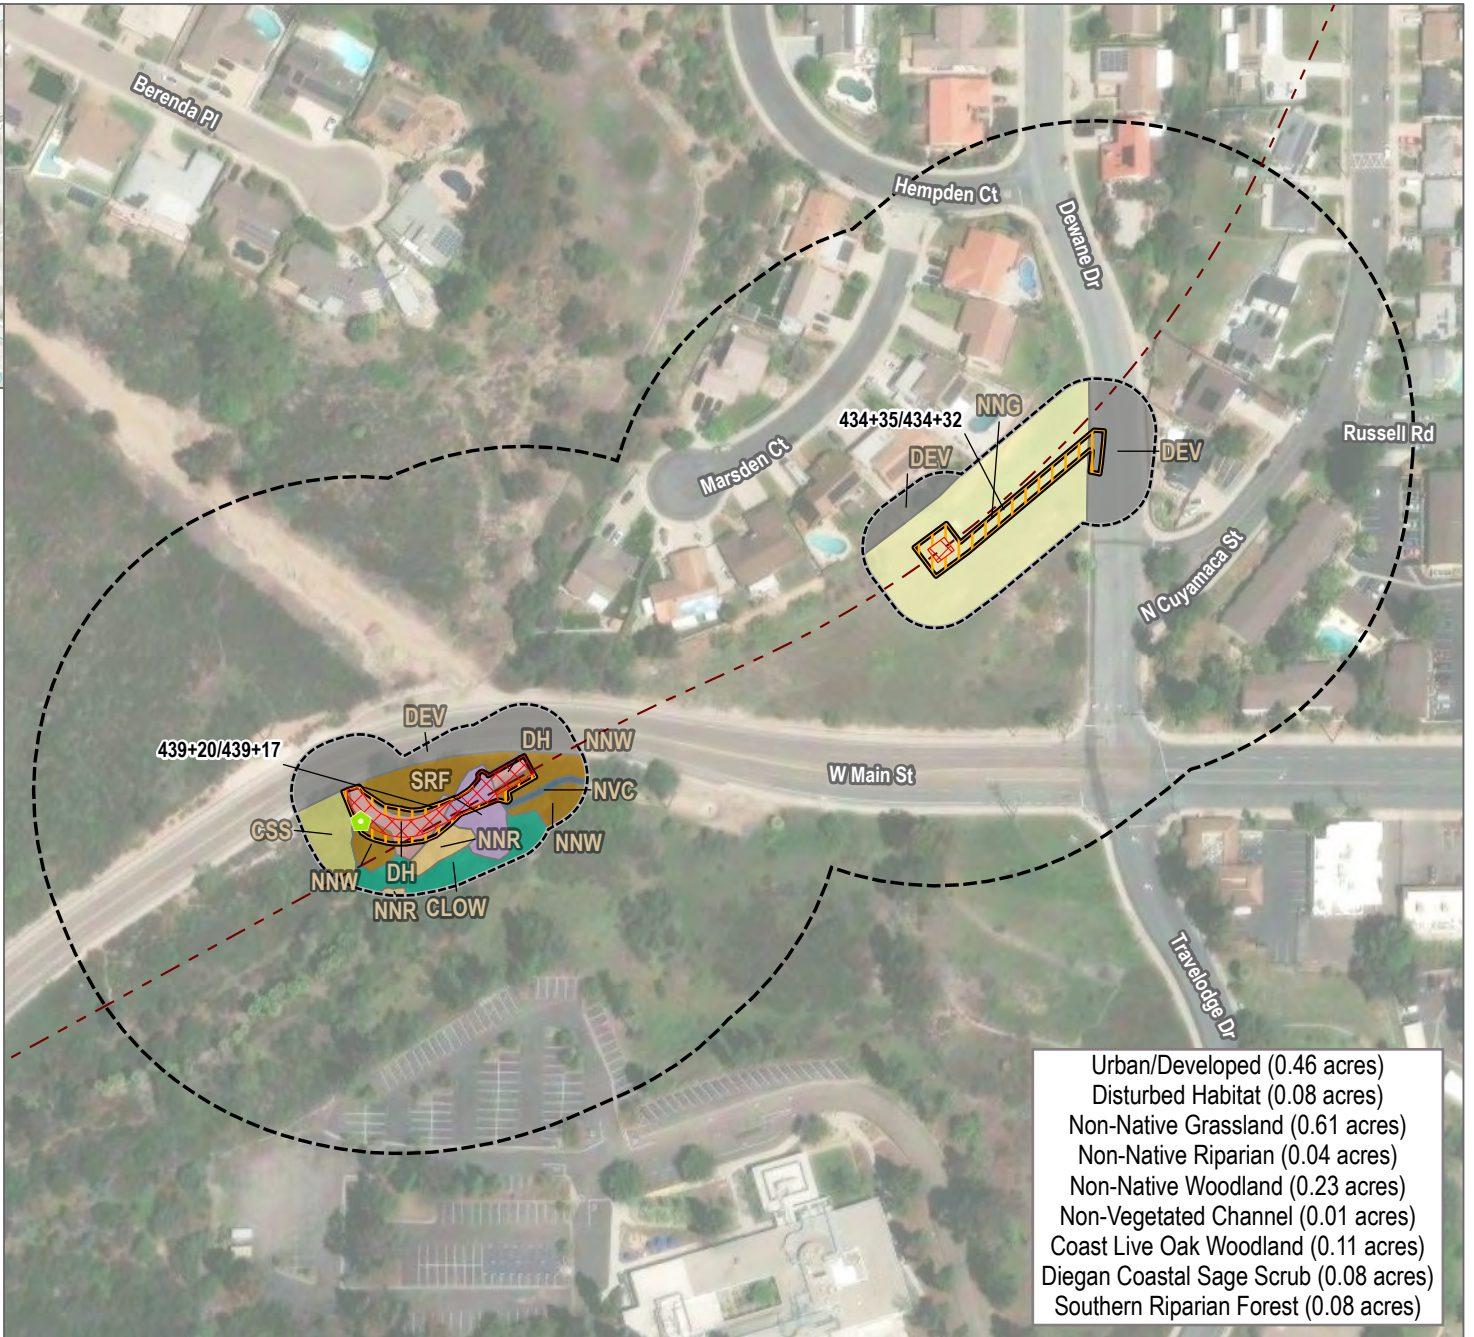 Berenda Pl
Hempden Ct
Dewane Dr
434+35/434+32
NNG
DEV
DEV
Russell Rd
Marsden Ct
N Cuyamaca St
DEV
439+20/439+17
DH
NNW
SRF
NVC
W Main St
CSS
NNR
NNW
NNW
DH
NNR
CLOW
Travelodge Dr
Urban/Developed (0.46 acres)
Disturbed Habitat (0.08 acres)
Non-Native Grassland (0.61 acres)
Non-Native Riparian (0.04 acres)
Non-Native Woodland (0.23 acres)
Non-Vegetated Channel (0.01 acres)
Coast Live Oak Woodland (0.11 acres)
Diegan Coastal Sage Scrub (0.08 acres)
Southern Riparian Forest (0.08 acres)